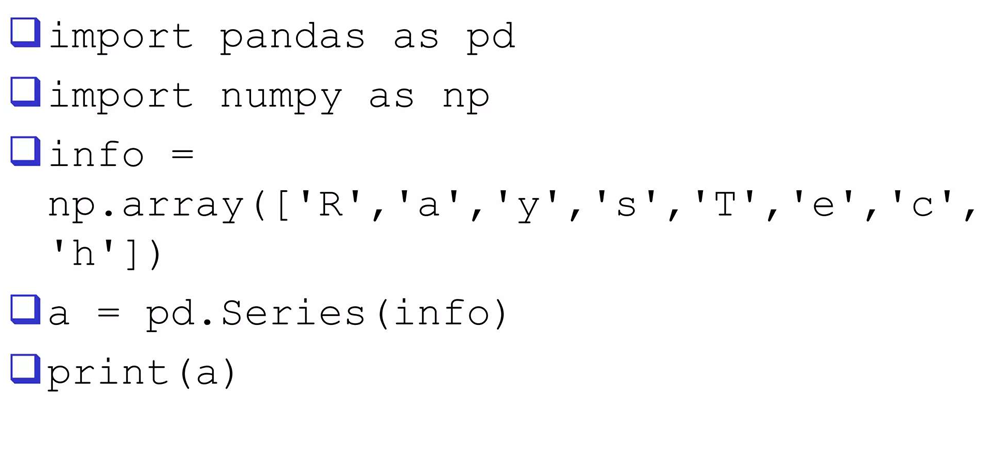 import pandas as pd
import numpy as np
info =
np.array(['R','a','y','s','T','e','c',
'h'])
a = pd.Series(info)
print(a)